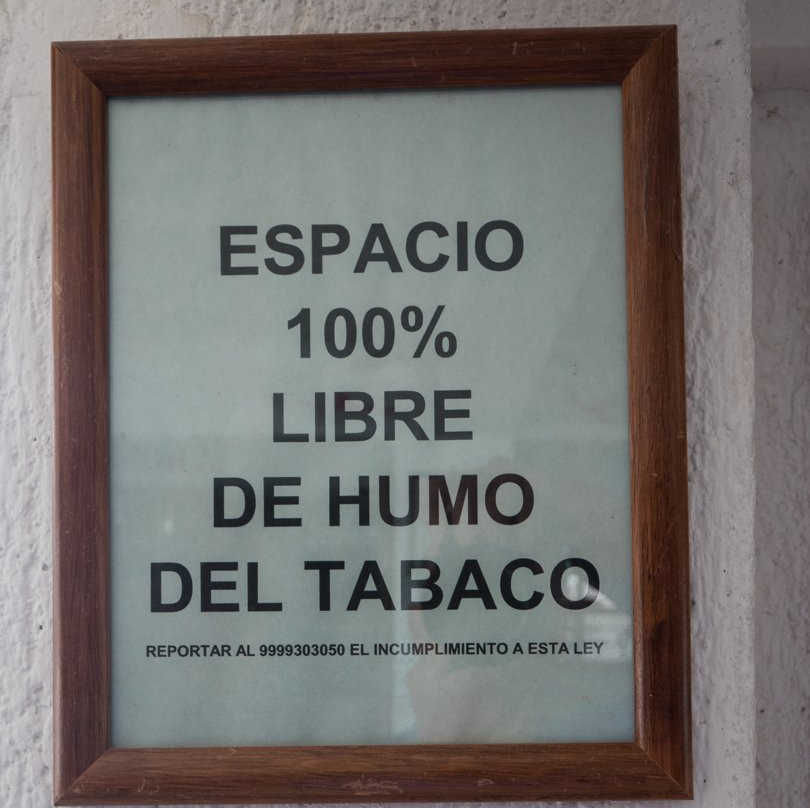 ESPACIO
100%
LIBRE
DE HUMO
DEL TABACO
REPORTAR AL 9999303050 EL INCUMPLIMIENTO A ESTA LEY